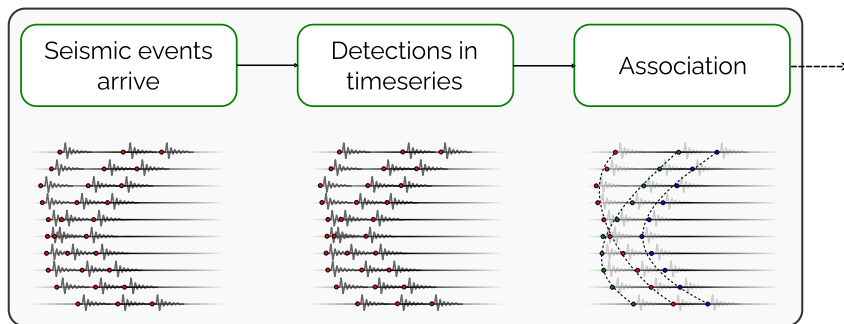 Seismic events
arrive
Detections in
timeseries
Association